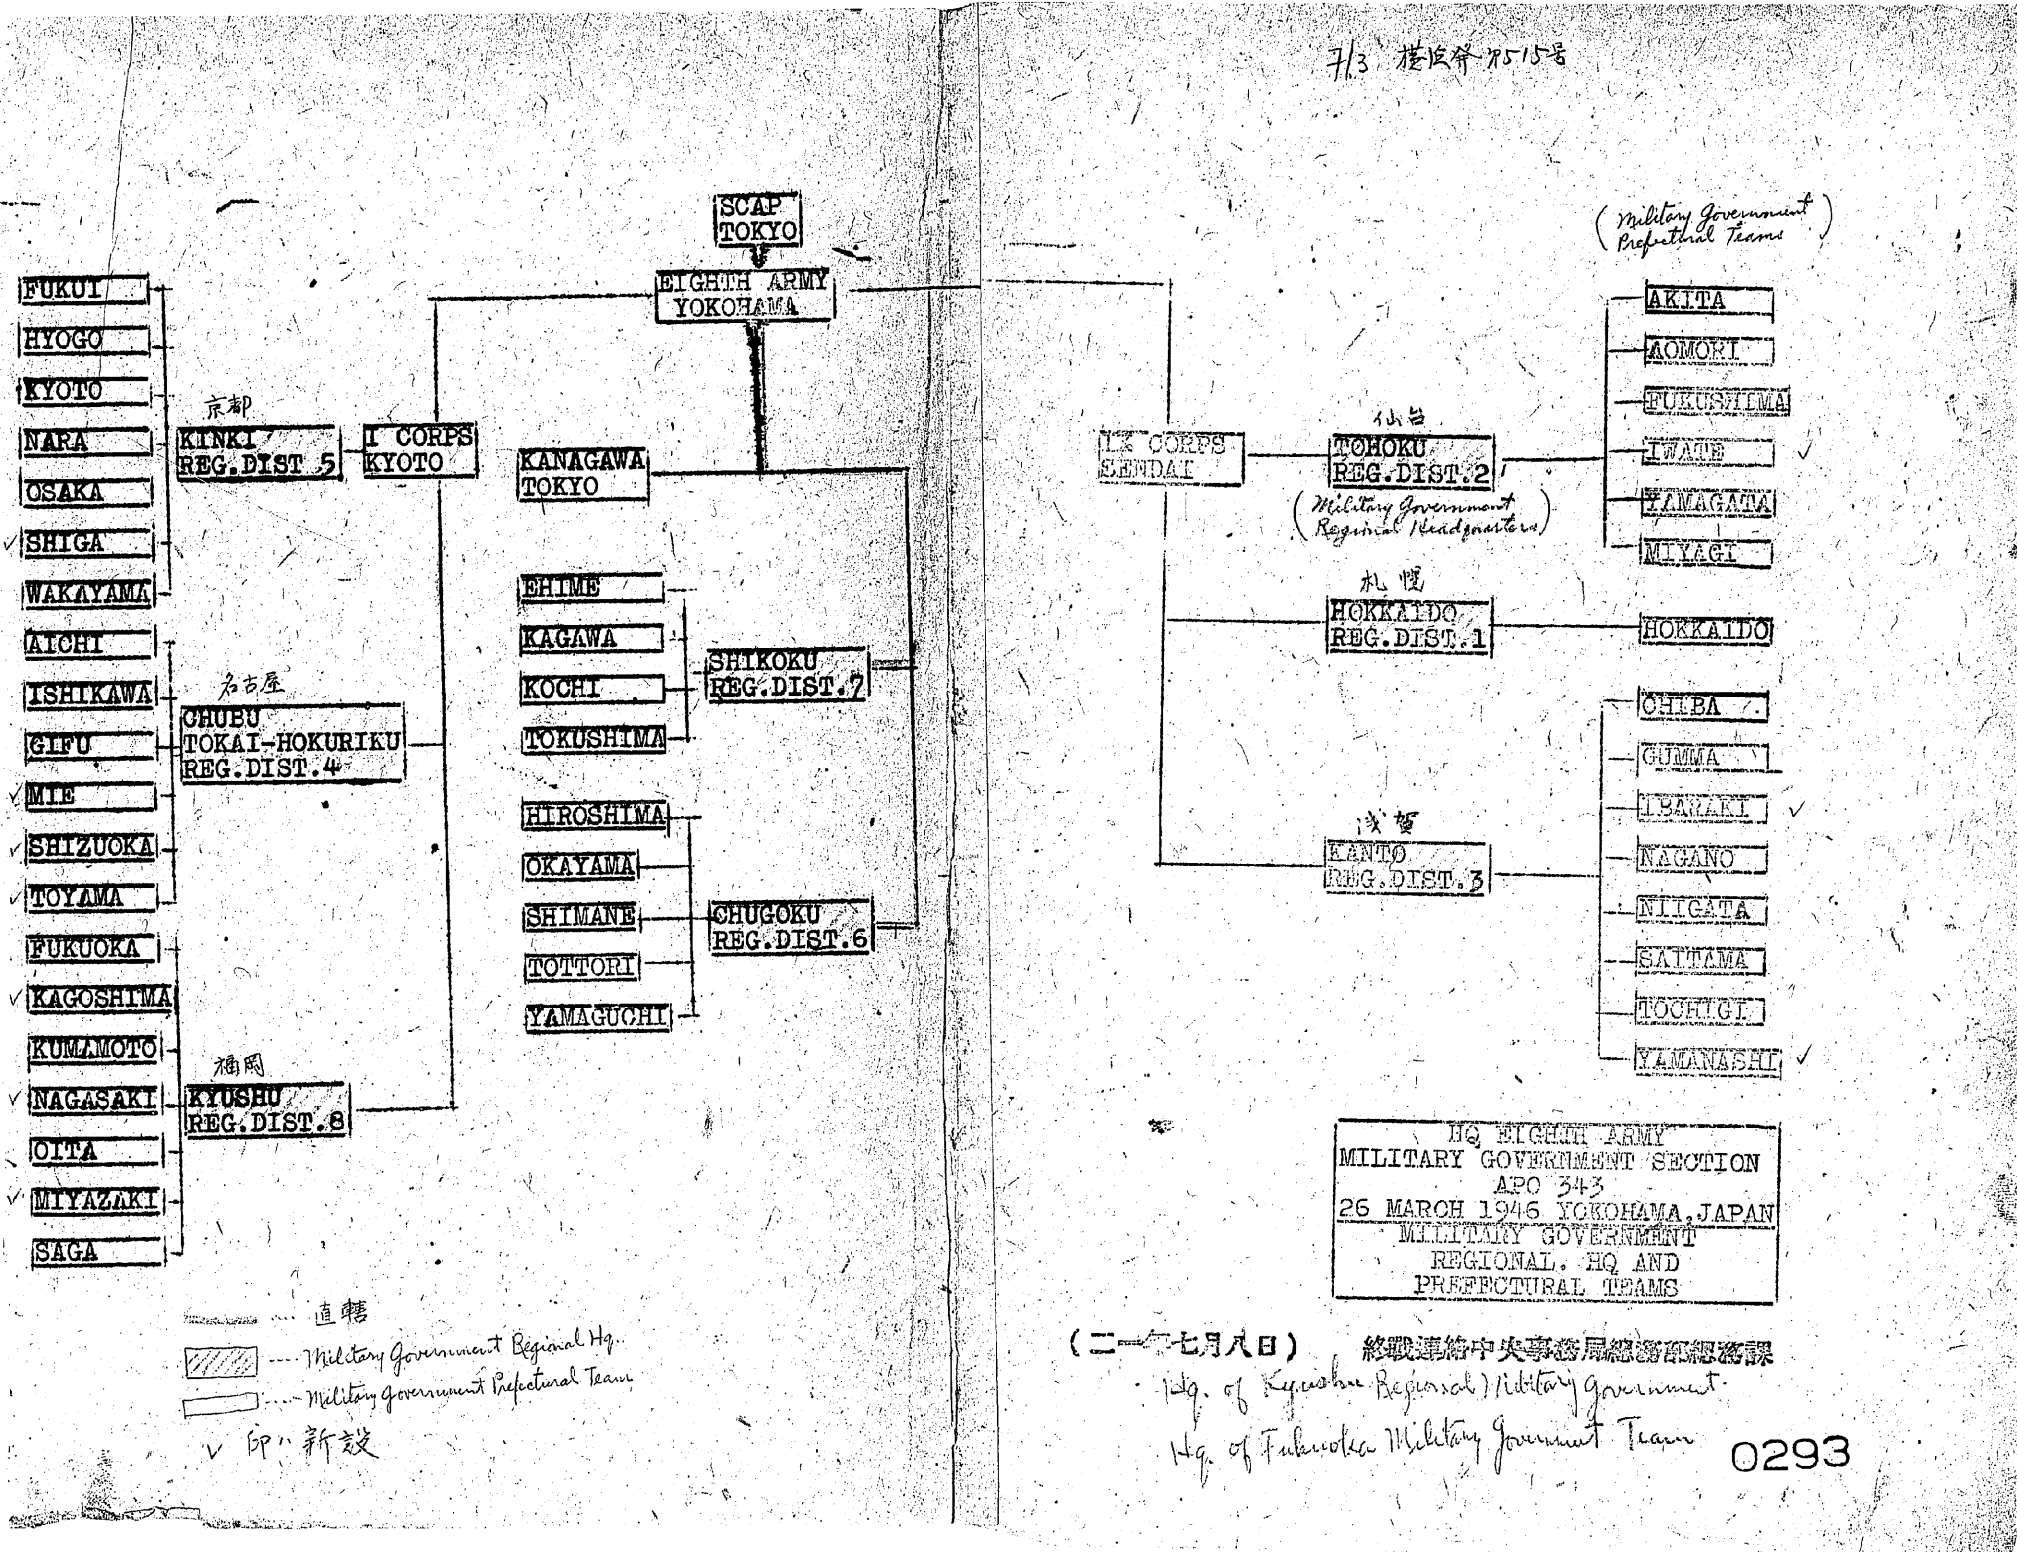 7/3 横浜発第515号
SCAP
TOKYO
EIGHTH ARMY
YOKOHAMA
FUKUI
HYOGO
KYOTO
NARA
OSAKA
SHIGA
WAKAYAMA
京都
KINKI
REG.DIST 5
I CORPS
KYOTO
AICHI
ISHIKAWA
GIFU
MIE
SHIZUOKA
TOYAMA
名古屋
CHUBU
TOKAI-HOKURIKU
REG.DIST.4
FUKUOKA
KAGOSHIMA
KUMAMOTO
NAGASAKI
OITA
MIYAZAKI
SAGA
福岡
KYUSHU
REG.DIST.8
KANAGAWA
TOKYO
EHIME
KAGAWA
KOCHI
TOKUSHIMA
SHIKOKU
REG.DIST.7
HIROSHIMA
OKAYAMA
SHIMANE
TOTTORI
YAMAGUCHI
CHUGOKU
REG.DIST.6
IX CORPS
SENDAI
仙台
TOHOKU
REG.DIST.2
(Military Government
Regional Headquarters)
(Military Government
Prefectural Teams)
AKITA
AOMORI
FUKUSHIMA
IWATE
YAMAGATA
MIYAGI
札幌
HOKKAIDO
REG.DIST.1
HOKKAIDO
浅賀
KANTO
REG.DIST.3
CHIBA
GUMMA
IBARAKI
NAGANO
NIIGATA
SAITAMA
TOCHIGI
YAMANASHI
HQ EIGHTH ARMY
MILITARY GOVERNMENT SECTION
APO 343
26 MARCH 1946 YOKOHAMA,JAPAN
MILITARY GOVERNMENT
REGIONAL. HQ AND
PREFECTURAL TEAMS
直轄
Military Government Regional Hq.
Military Government Prefectural Team
✓ 印ハ新設
(二一年七月八日) 終戦連絡中央事務局総務部総務課
Hq. of Kyushu Regional Military Government.
Hq. of Fukuoka Military Government Team
0293